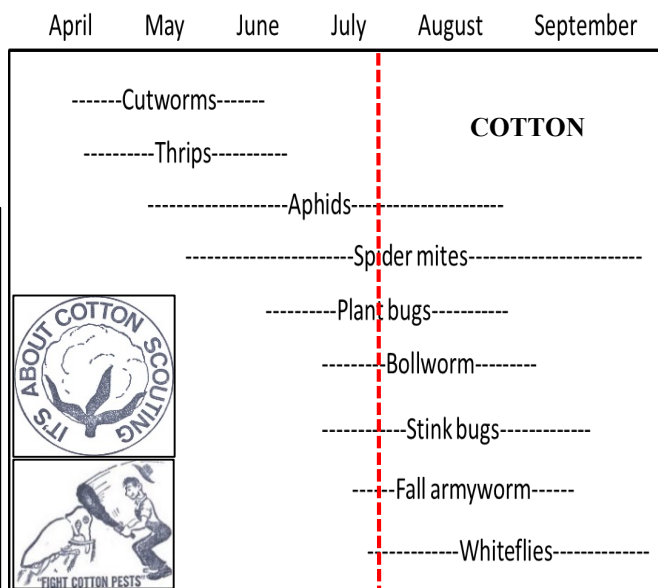 April May June July August September
-------Cutworms-------
COTTON
----------Thrips-----------
--------------------Aphids----------------------
------------------------Spider mites-------------------------
----------Plant bugs-----------
IT'S ABOUT COTTON SCOUTING
---------Bollworm---------
------------Stink bugs-------------
------Fall armyworm------
-------------Whiteflies--------------
"FIGHT COTTON PESTS"